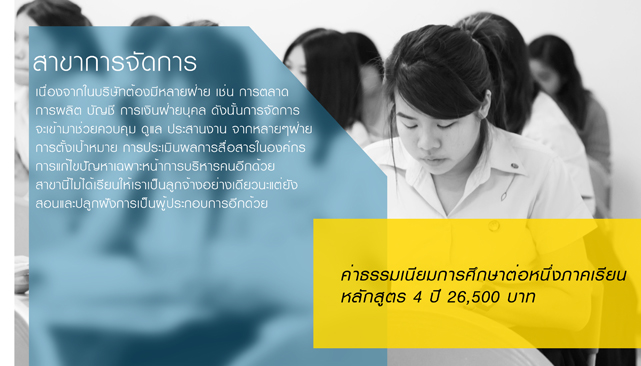 สาขาการจัดการ
เนื่องจากในบริษัทต้องมีหลายฝ่าย เช่น การตลาด
การผลิต บัญชี การเงินฝ่ายบุคล ดังนั้นการจัดการ
จะเข้ามาช่วยควบคุม ดูแล ประสานงาน จากหลายๆฝ่าย
การตั้งเป้าหมาย การประเมินผลการสื่อสารในองค์กร
การแก้ไขปัญหาเฉพาะหน้าการบริหารคนอีกด้วย
สาขานี้ไม่ได้เรียนให้เราเป็นลูกจ้างอย่างเดียวนะแต่ยัง
สอนและปลูกฟังการเป็นผู้ประกอบการอีกด้วย
ค่าธรรมเนียมการศึกษาต่อหนึ่งภาคเรียน
หลักสูตร 4 ปี 26,500 บาท